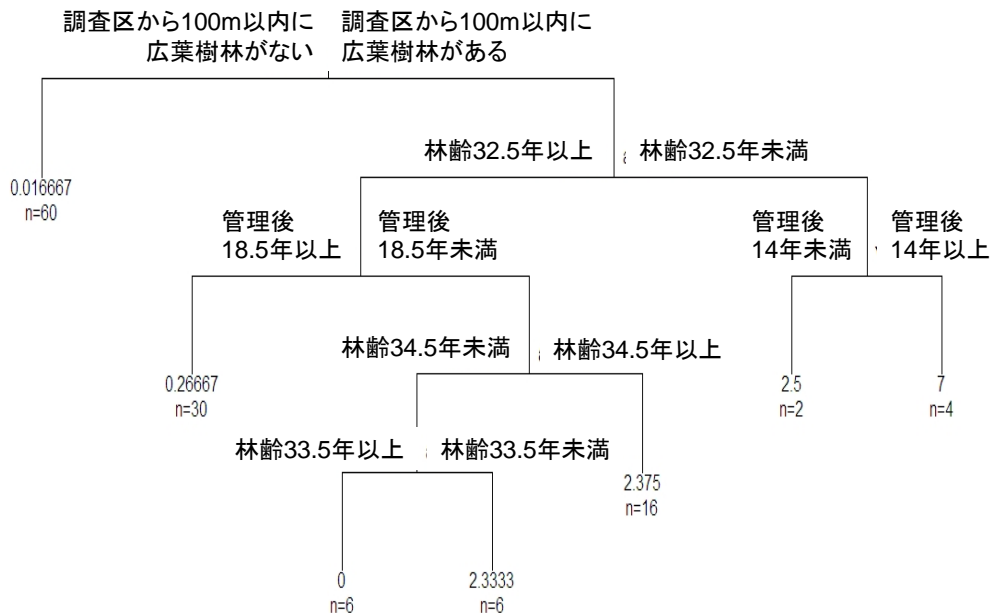 調査区から100m以内に
広葉樹林がない
調査区から100m以内に
広葉樹林がある
林齢32.5年以上
林齢32.5年未満
0.016667
n=60
管理後
18.5年以上
管理後
18.5年未満
管理後
14年未満
管理後
14年以上
林齢34.5年未満
林齢34.5年以上
0.26667
n=30
2.5
n=2
7
n=4
林齢33.5年以上
林齢33.5年未満
2.375
n=16
0
n=6
2.3333
n=6